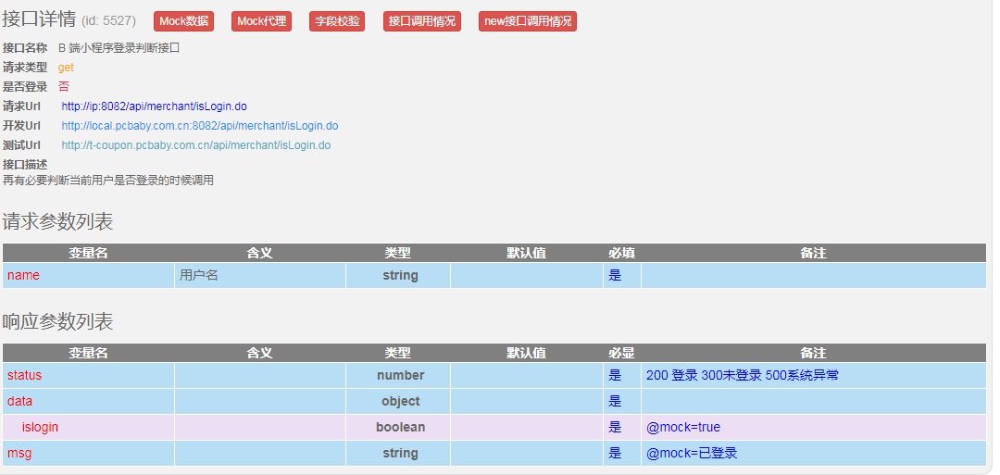 接口详情 (id: 5527) Mock数据 Mock代理 字段校验 接口调用情况 new接口调用情况
接口名称 B 端小程序登录判断接口
请求类型 get
是否登录 否
请求Url http://ip:8082/api/merchant/isLogin.do
开发Url http://local.pcbaby.com.cn:8082/api/merchant/isLogin.do
测试Url http://t-coupon.pcbaby.com.cn/api/merchant/isLogin.do
接口描述
再有必要判断当前用户是否登录的时候调用
请求参数列表
变量名 含义 类型 默认值 必填 备注
name 用户名 string 是
响应参数列表
变量名 含义 类型 默认值 必显 备注
status number 是 200 登录 300未登录 500系统异常
data object 是
islogin boolean 是 @mock=true
msg string 是 @mock=已登录